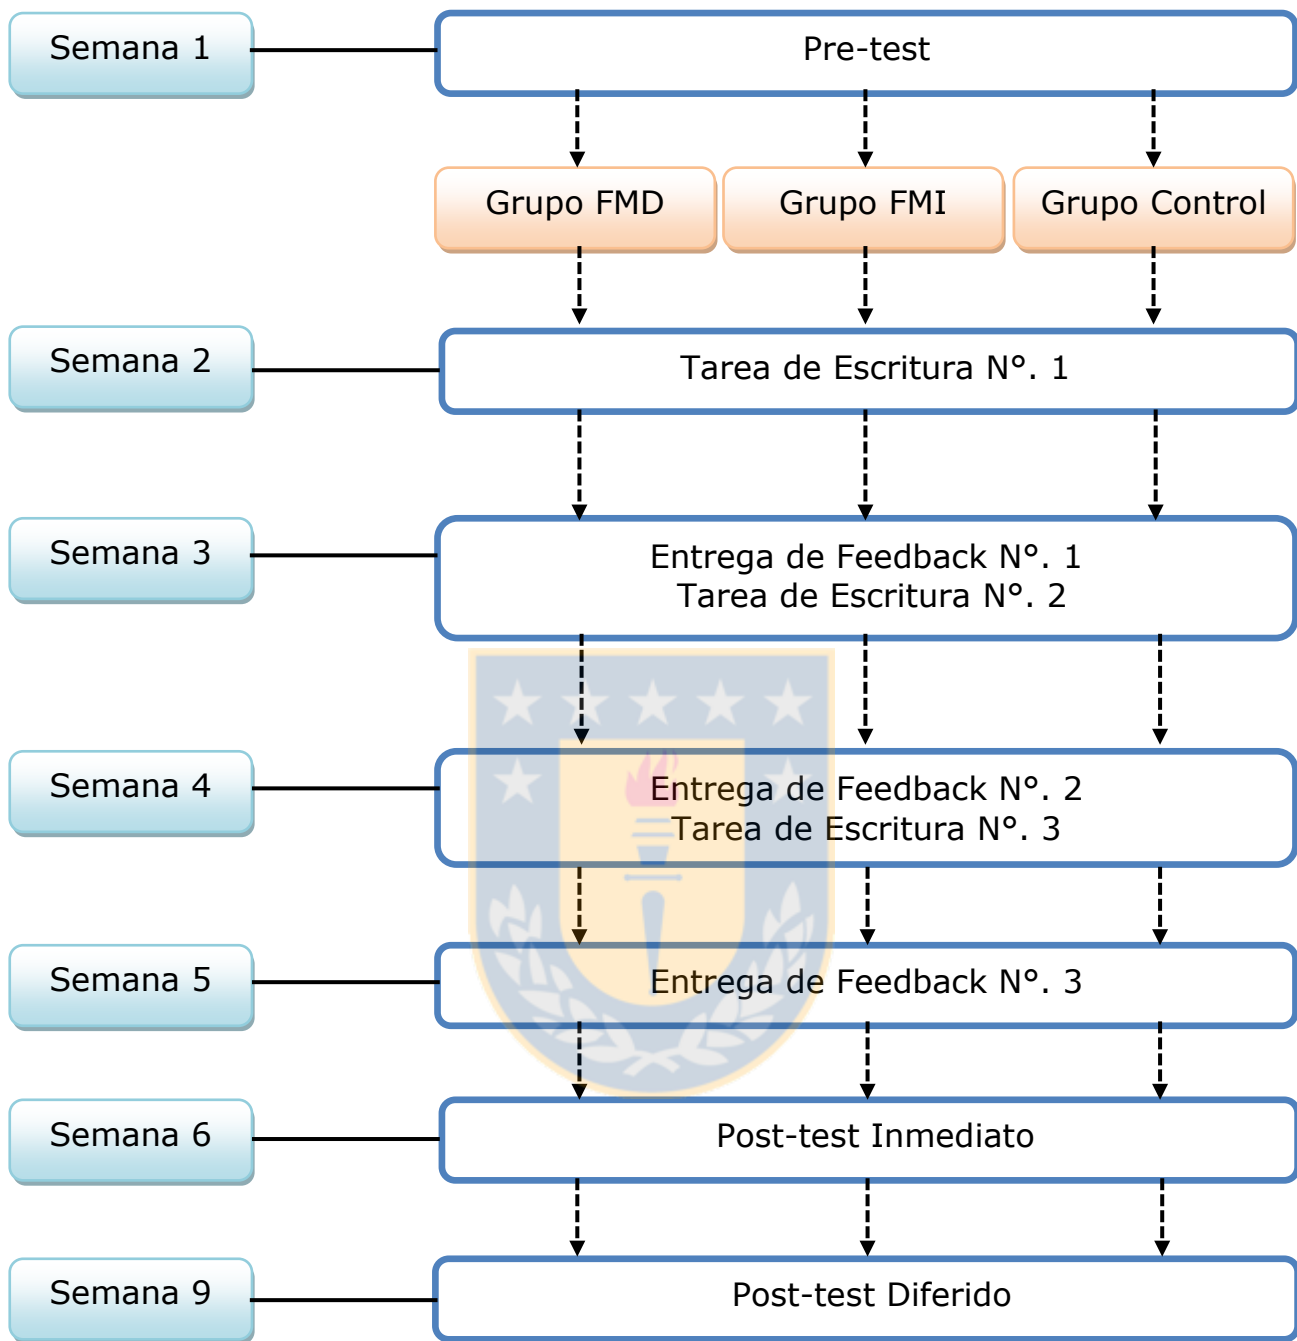 Semana 1
Pre-test
Grupo FMD
Grupo FMI
Grupo Control
Semana 2
Tarea de Escritura N°. 1
Semana 3
Entrega de Feedback N°. 1
Tarea de Escritura N°. 2
Semana 4
Entrega de Feedback N°. 2
Tarea de Escritura N°. 3
Semana 5
Entrega de Feedback N°. 3
Semana 6
Post-test Inmediato
Semana 9
Post-test Diferido